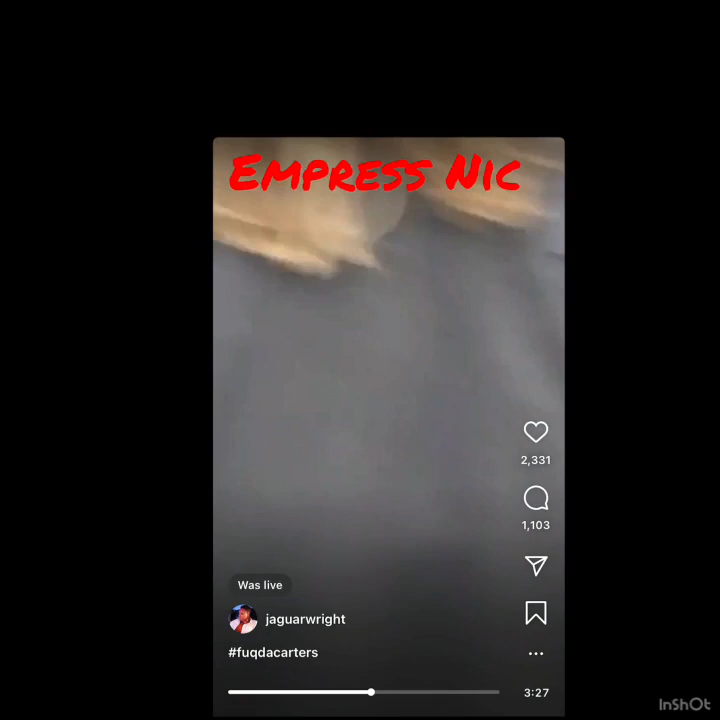 Empress Nic
2,331
1,103
Was live
jaguarwright
#fuqdacarters
3:27
InShOt